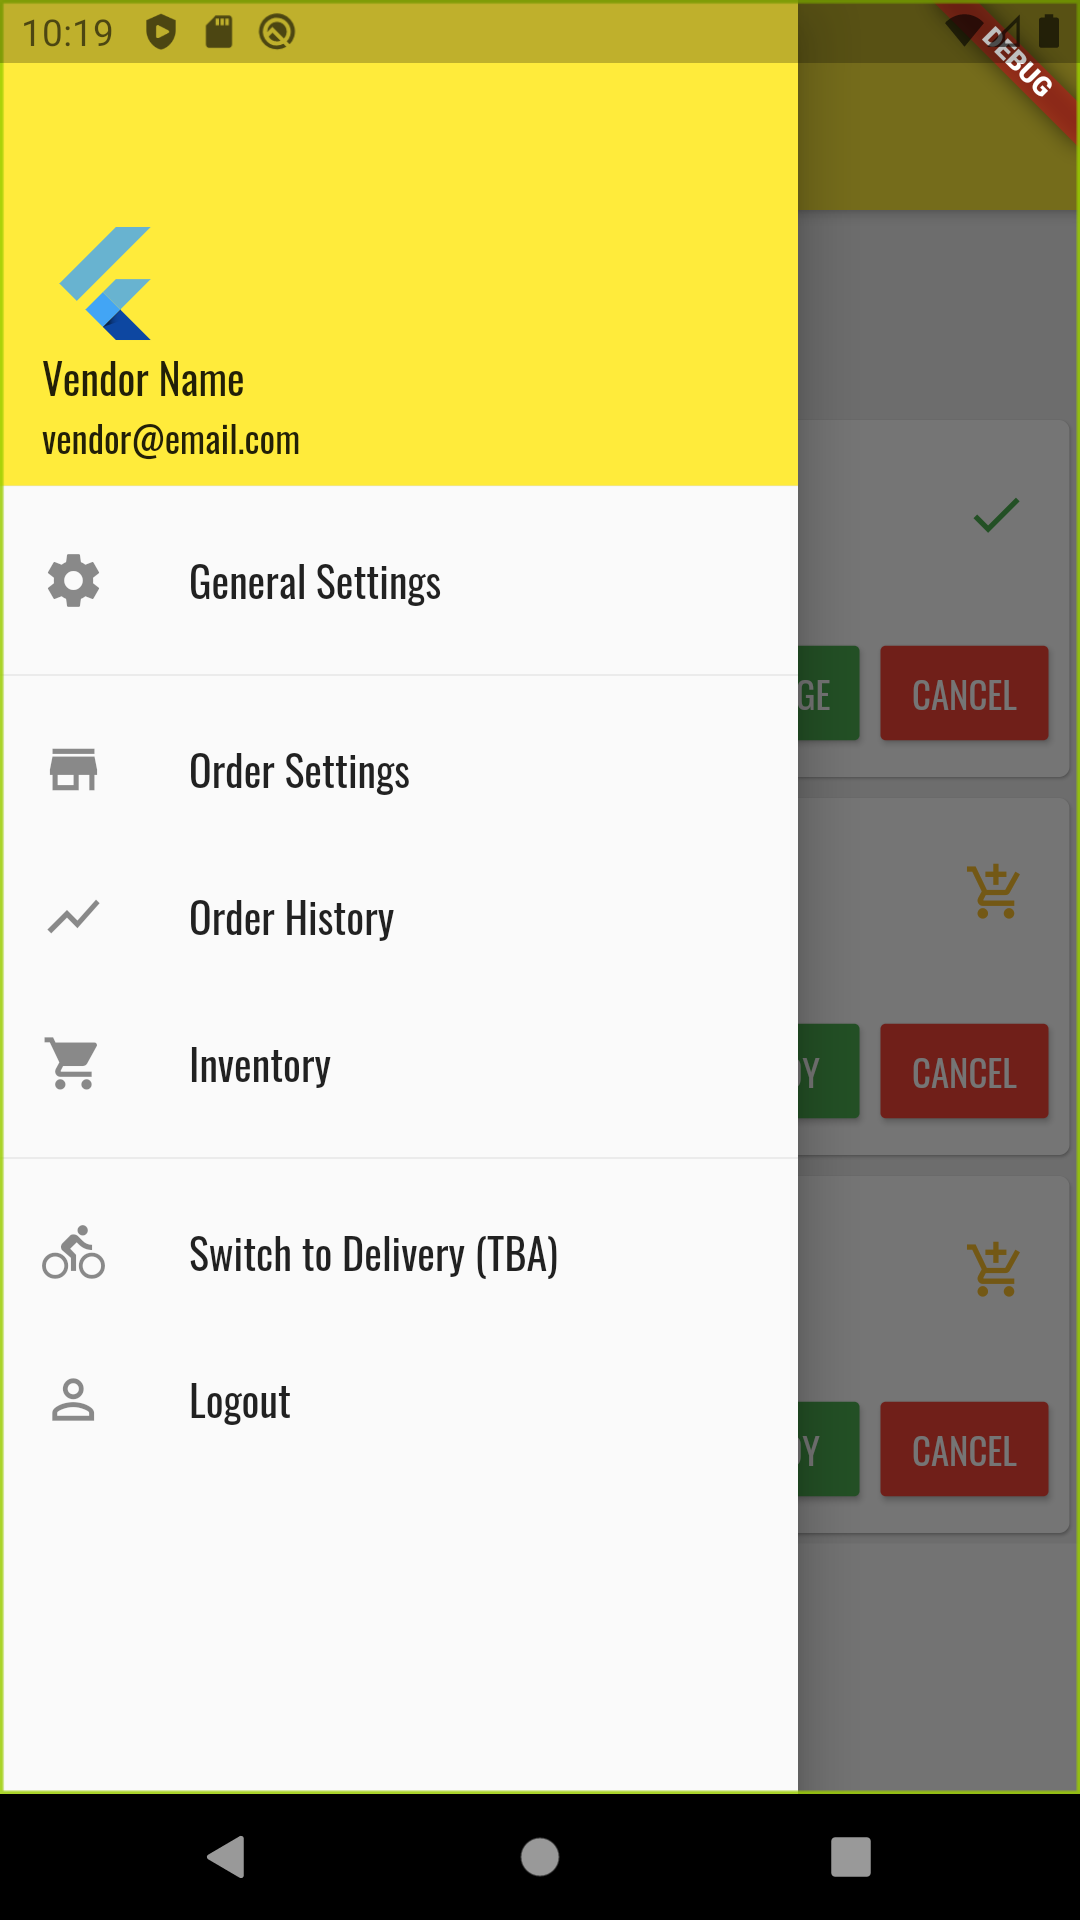 10:19
DEBUG
Vendor Name
vendor@email.com
General Settings
GE
CANCEL
Order Settings
Order History
Inventory
Y
CANCEL
Switch to Delivery (TBA)
Logout
Y
CANCEL